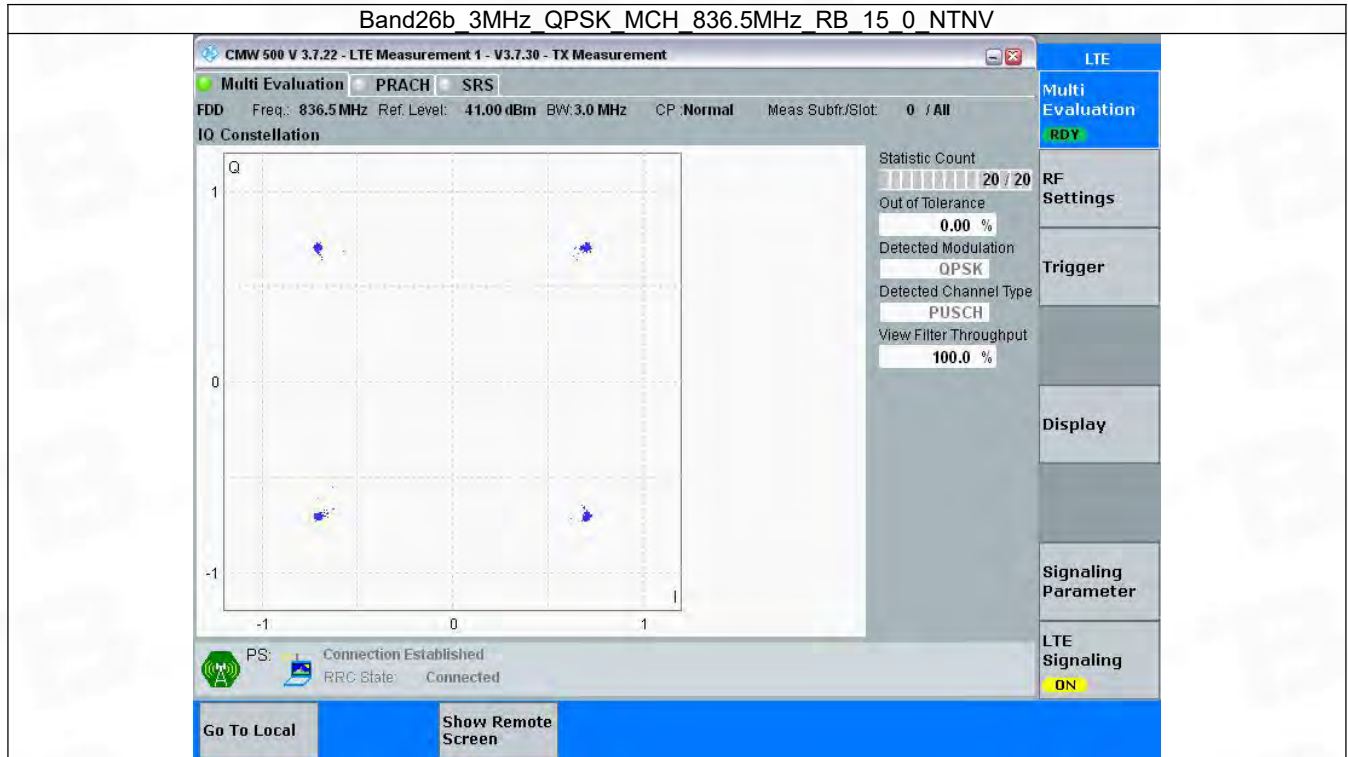 Band26b_3MHz_QPSK_MCH_836.5MHz_RB_15_0_NTNV
CMW 500 V 3.7.22 - LTE Measurement 1 - V3.7.30 - TX Measurement
LTE
Multi Evaluation PRACH SRS
FDD Freq.: 836.5 MHz Ref. Level: 41.00 dBm BW: 3.0 MHz CP :Normal Meas Subfr./Slot: 0 / All
IQ Constellation
Q
1
0
-1
I
-1 0 1
Statistic Count
20 / 20
Out of Tolerance
0.00 %
Detected Modulation
QPSK
Detected Channel Type
PUSCH
View Filter Throughput
100.0 %
Multi
Evaluation
RDY
RF
Settings
Trigger
Display
Signaling
Parameter
LTE
Signaling
ON
PS: Connection Established
RRC State: Connected
Go To Local
Show Remote
Screen